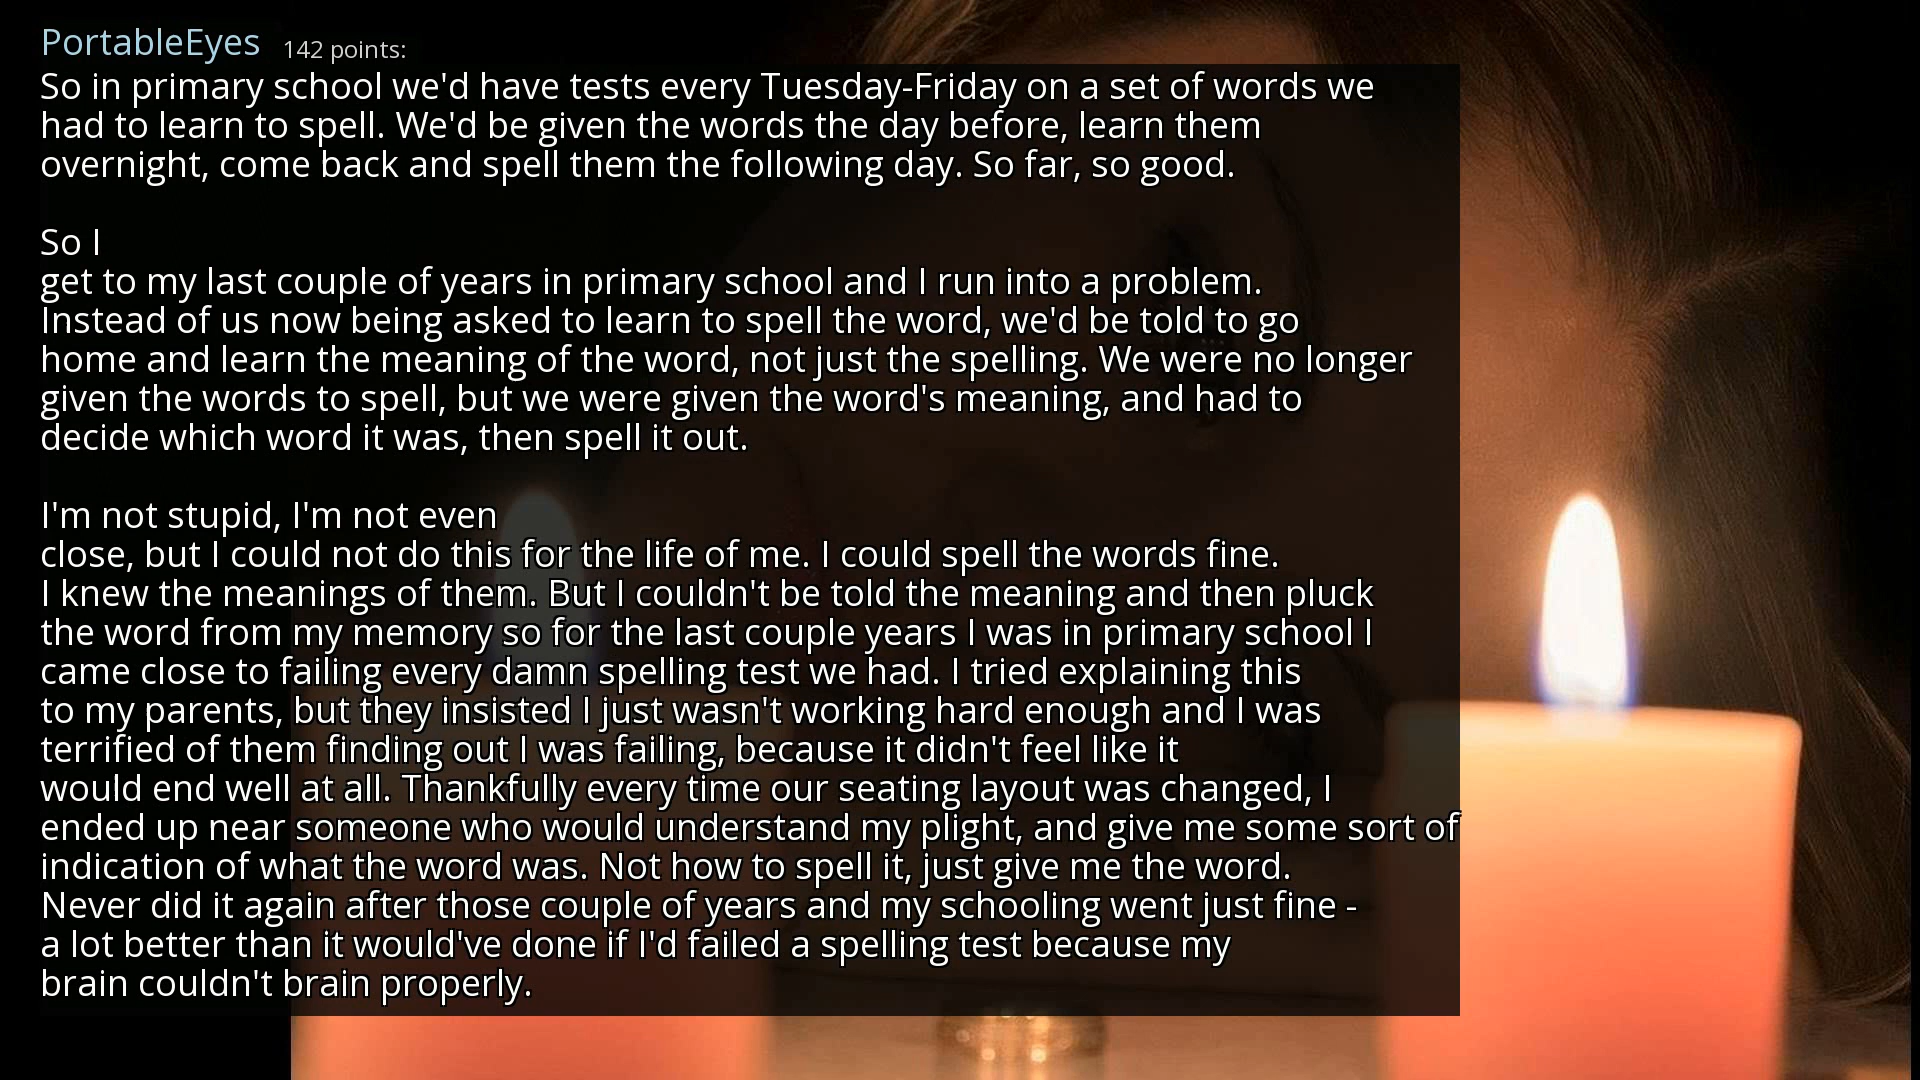 PortableEyes 142 points:
So in primary school we'd have tests every Tuesday-Friday on a set of words we
had to learn to spell. We'd be given the words the day before, learn them
overnight, come back and spell them the following day. So far, so good.
So I
get to my last couple of years in primary school and I run into a problem.
Instead of us now being asked to learn to spell the word, we'd be told to go
home and learn the meaning of the word, not just the spelling. We were no longer
given the words to spell, but we were given the word's meaning, and had to
decide which word it was, then spell it out.
I'm not stupid, I'm not even
close, but I could not do this for the life of me. I could spell the words fine.
I knew the meanings of them. But I couldn't be told the meaning and then pluck
the word from my memory so for the last couple years I was in primary school I
came close to failing every damn spelling test we had. I tried explaining this
to my parents, but they insisted I just wasn't working hard enough and I was
terrified of them finding out I was failing, because it didn't feel like it
would end well at all. Thankfully every time our seating layout was changed, I
ended up near someone who would understand my plight, and give me some sort of
indication of what the word was. Not how to spell it, just give me the word.
Never did it again after those couple of years and my schooling went just fine -
a lot better than it would've done if I'd failed a spelling test because my
brain couldn't brain properly.